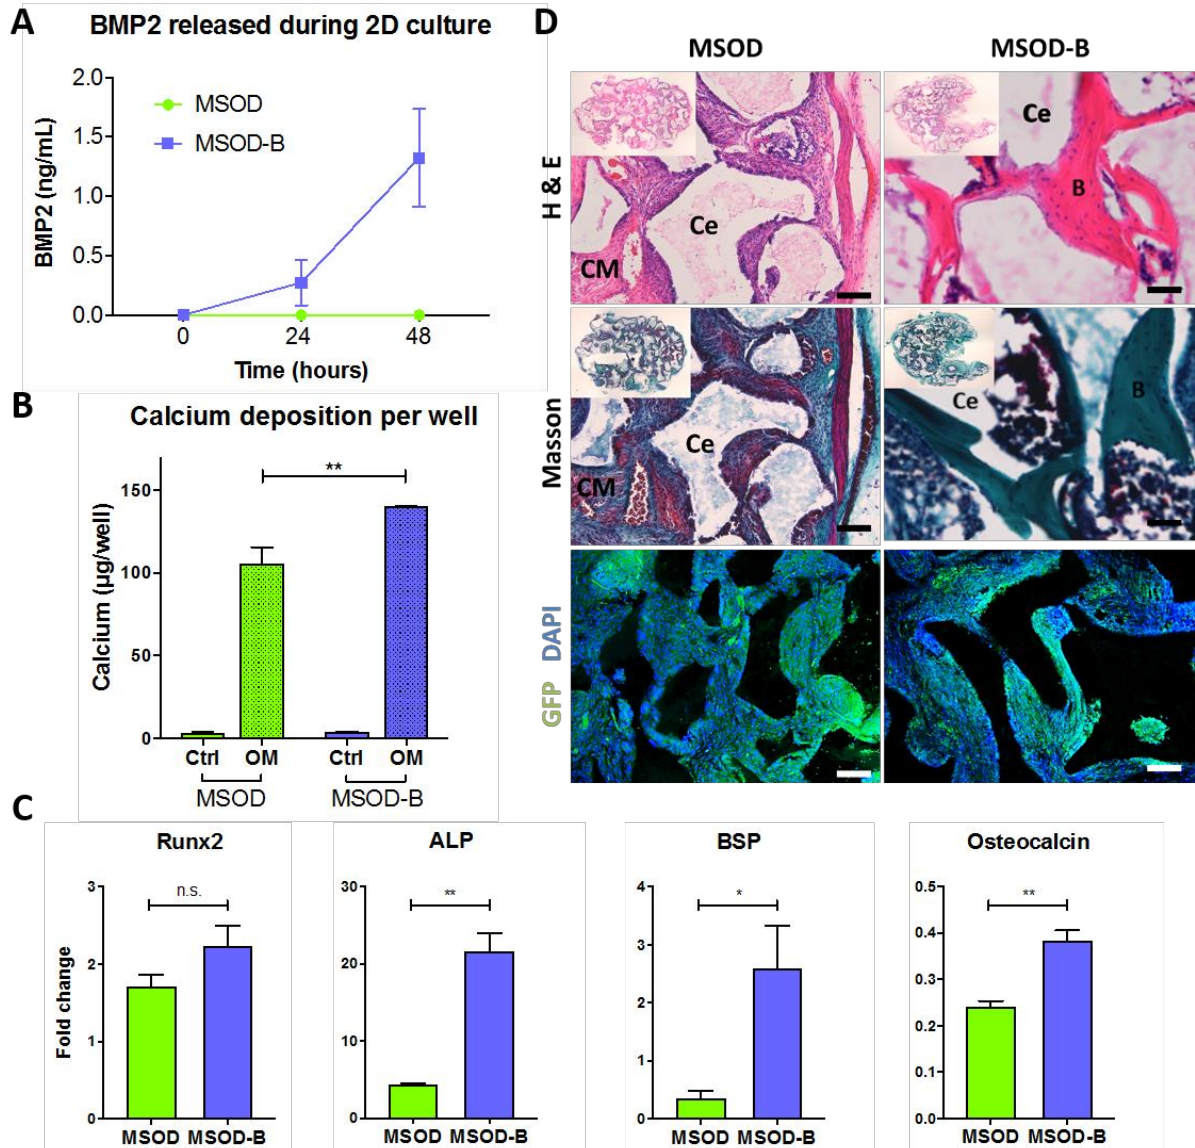 A
BMP2 released during 2D culture
BMP2 (ng/mL)
2.0
1.5
1.0
0.5
0.0
MSOD
MSOD-B
0 24 48
Time (hours)
B
Calcium deposition per well
Calcium (µg/well)
150
100
50
0
**
Ctrl OM Ctrl OM
MSOD MSOD-B
C
Runx2
Fold change
3
2
1
0
n.s.
MSOD MSOD-B
ALP
30
20
10
0
**
MSOD MSOD-B
BSP
4
3
2
1
0
*
MSOD MSOD-B
Osteocalcin
0.5
0.4
0.3
0.2
0.1
0.0
**
MSOD MSOD-B
D
MSOD MSOD-B
H & E
Ce
CM
Ce
B
Masson
Ce
CM
Ce
B
GFP DAPI